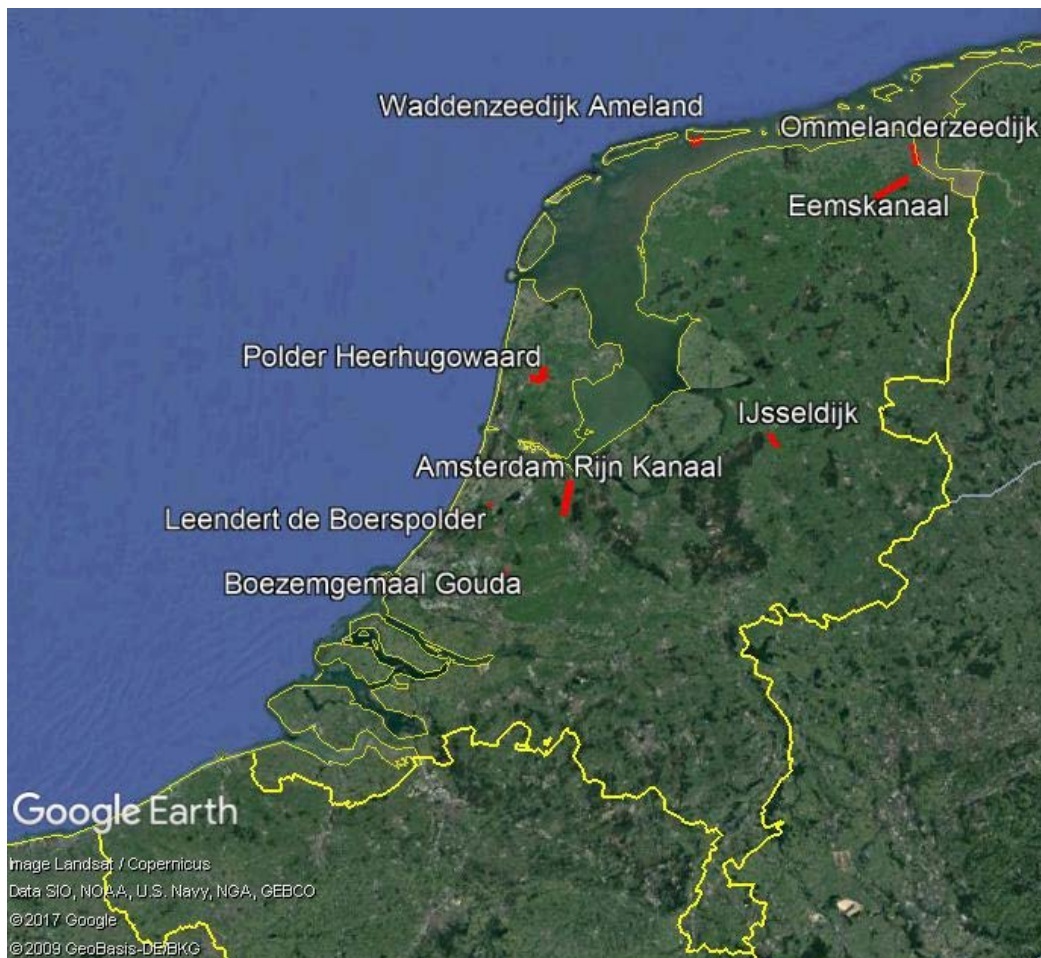 Waddenzeedijk Ameland
Ommelanderzeedijk
Eemskanaal
Polder Heerhugowaard
IJsseldijk
Amsterdam Rijn Kanaal
Leendert de Boerspolder
Boezemgemaal Gouda
Google Earth
Image Landsat / Copernicus
Data SIO, NOAA, U.S. Navy, NGA, GEBCO
©2017 Google
©2009 GeoBasis-DE/BKG